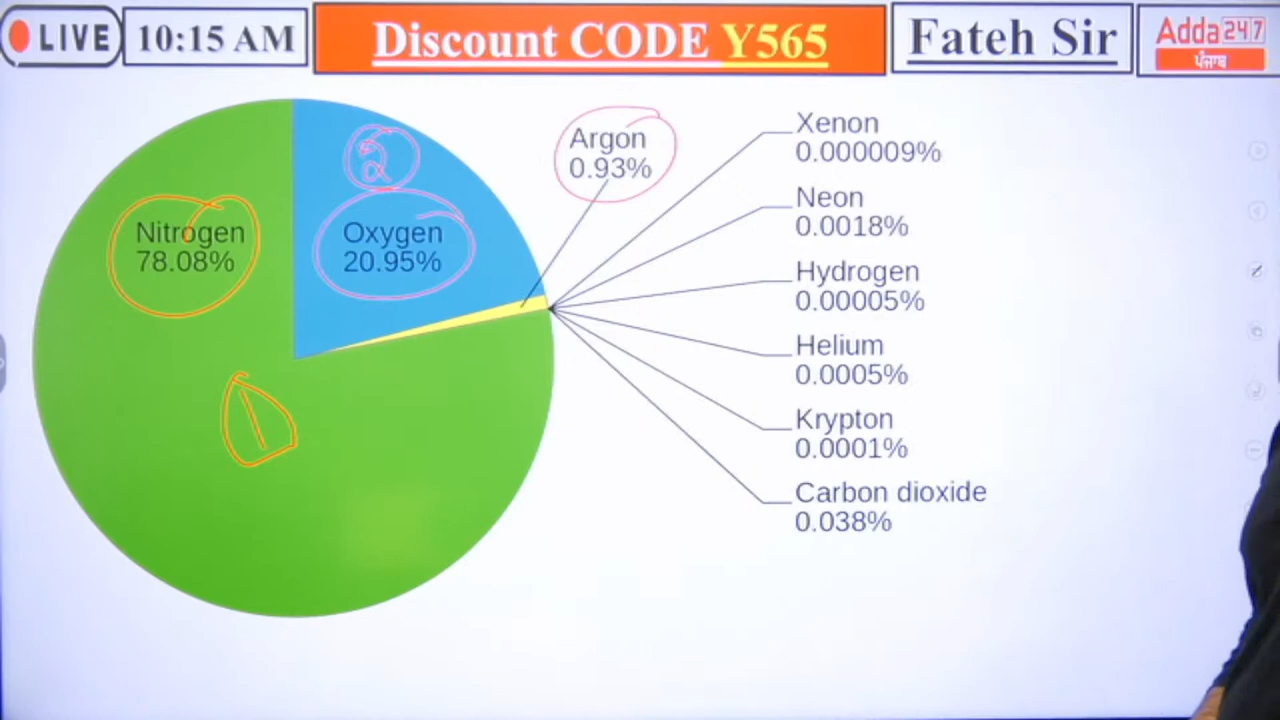 LIVE
10:15 AM
Discount CODE Y565
Fateh Sir
Adda247
ਪੰਜਾਬ
Nitrogen
78.08%
2
Oxygen
20.95%
1
Argon
0.93%
Xenon
0.000009%
Neon
0.0018%
Hydrogen
0.00005%
Helium
0.0005%
Krypton
0.0001%
Carbon dioxide
0.038%